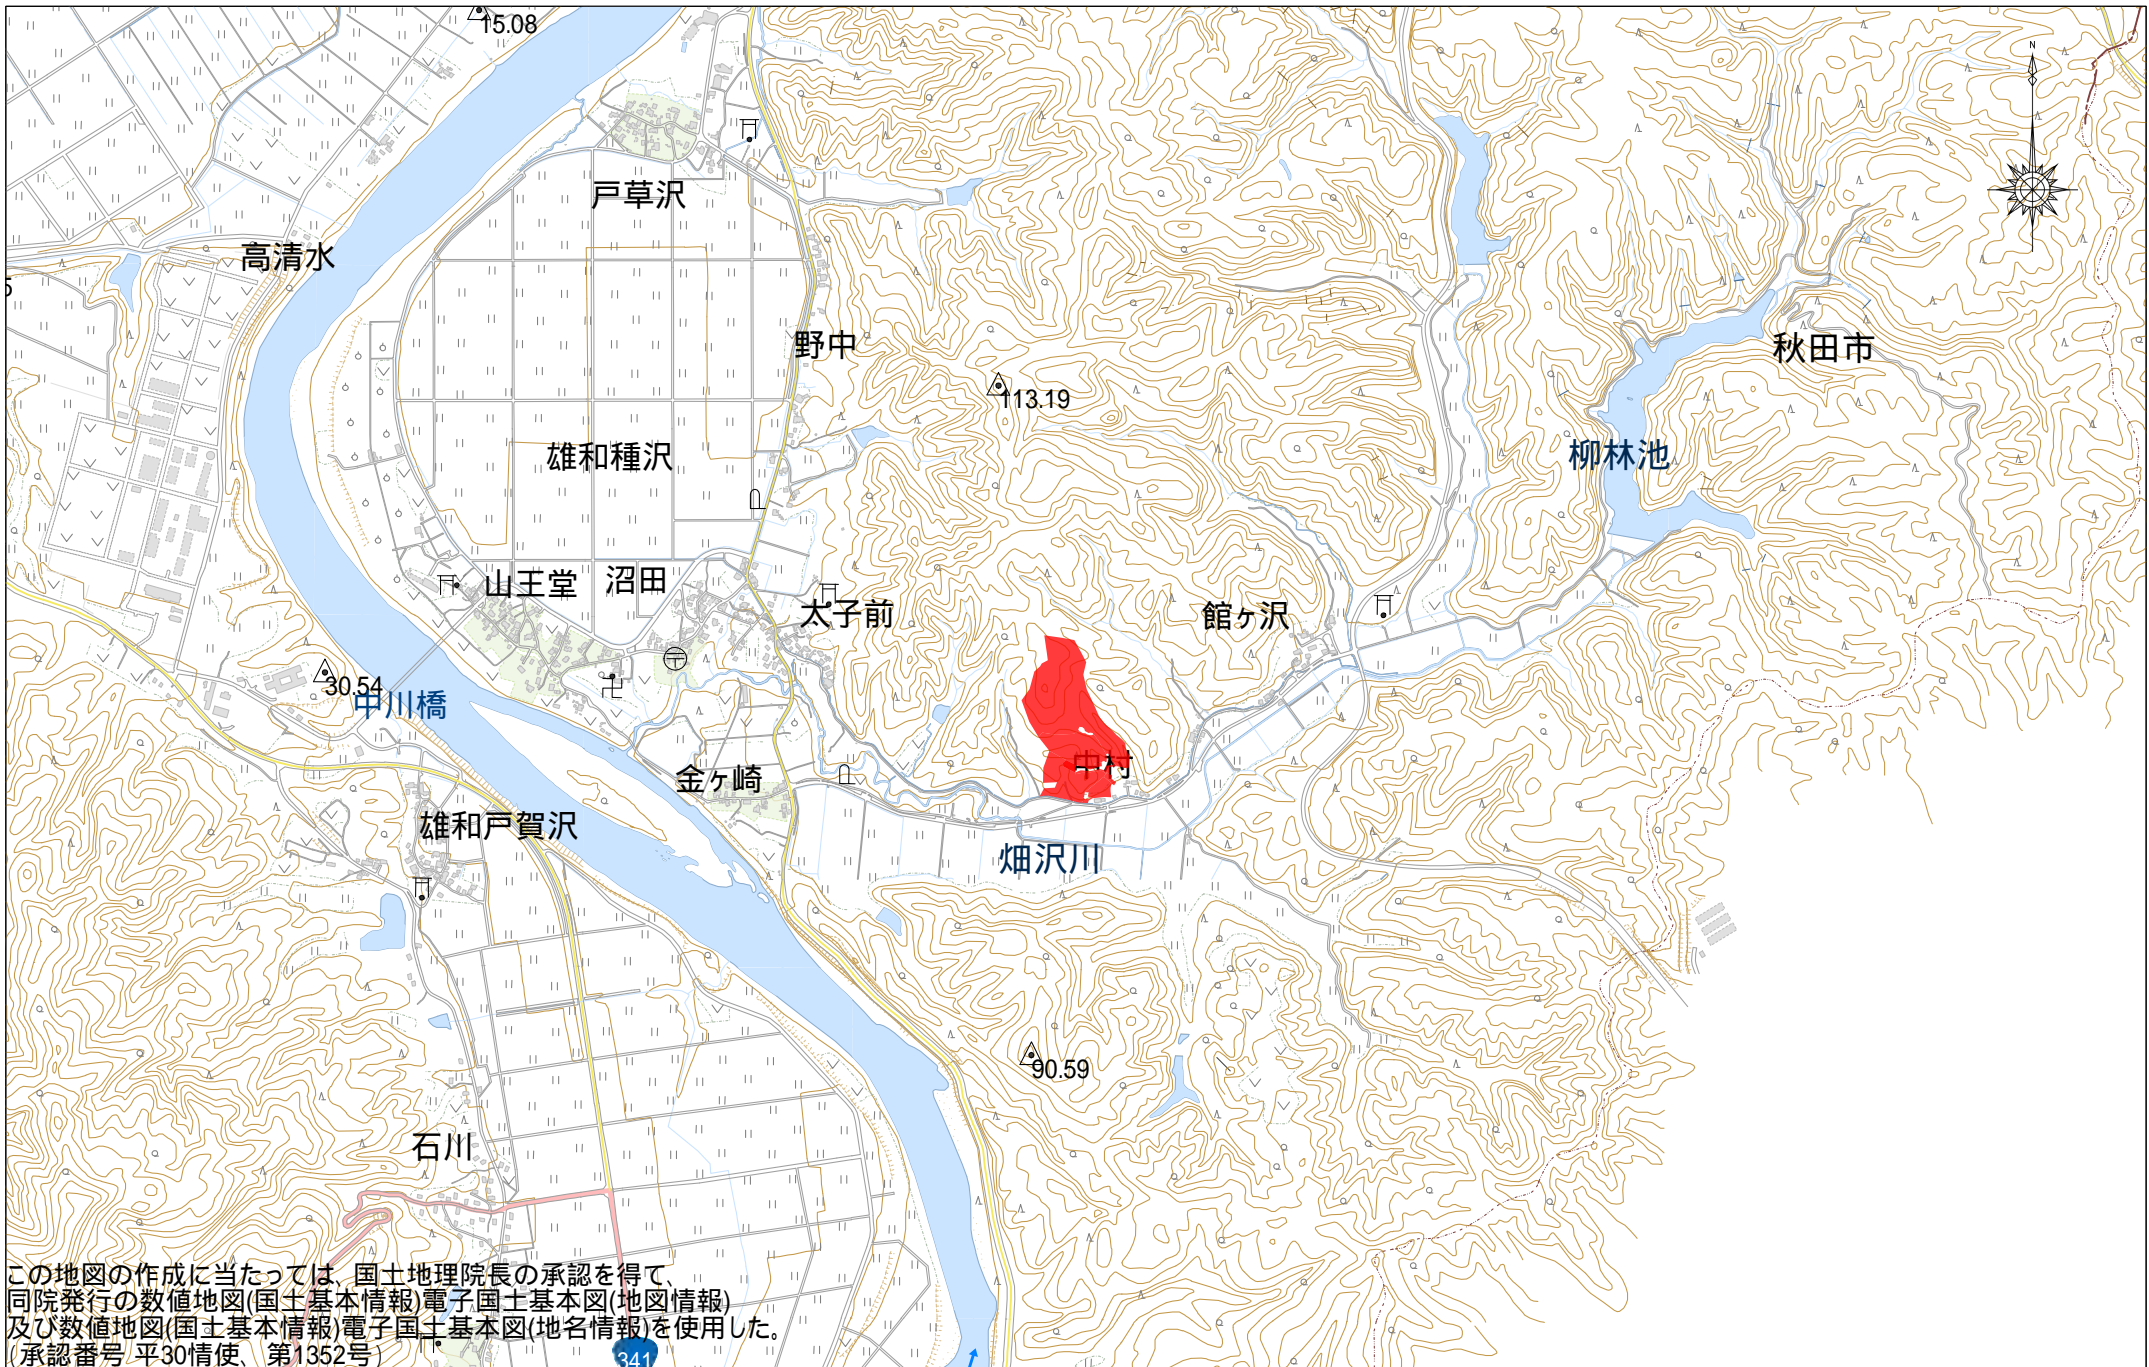 15.08
N
戸草沢
高清水
5
野中
秋田市
113.19
雄和種沢
柳林池
山王堂
沼田
太子前
館ヶ沢
30.54
中川橋
中村
金ヶ崎
雄和戸賀沢
畑沢川
90.59
石川
この地図の作成に当たっては、国土地理院長の承認を得て、
同院発行の数値地図(国土基本情報)電子国土基本図(地図情報)
及び数値地図(国土基本情報)電子国土基本図(地名情報)を使用した。
(承認番号 平30情使、 第1352号)
341